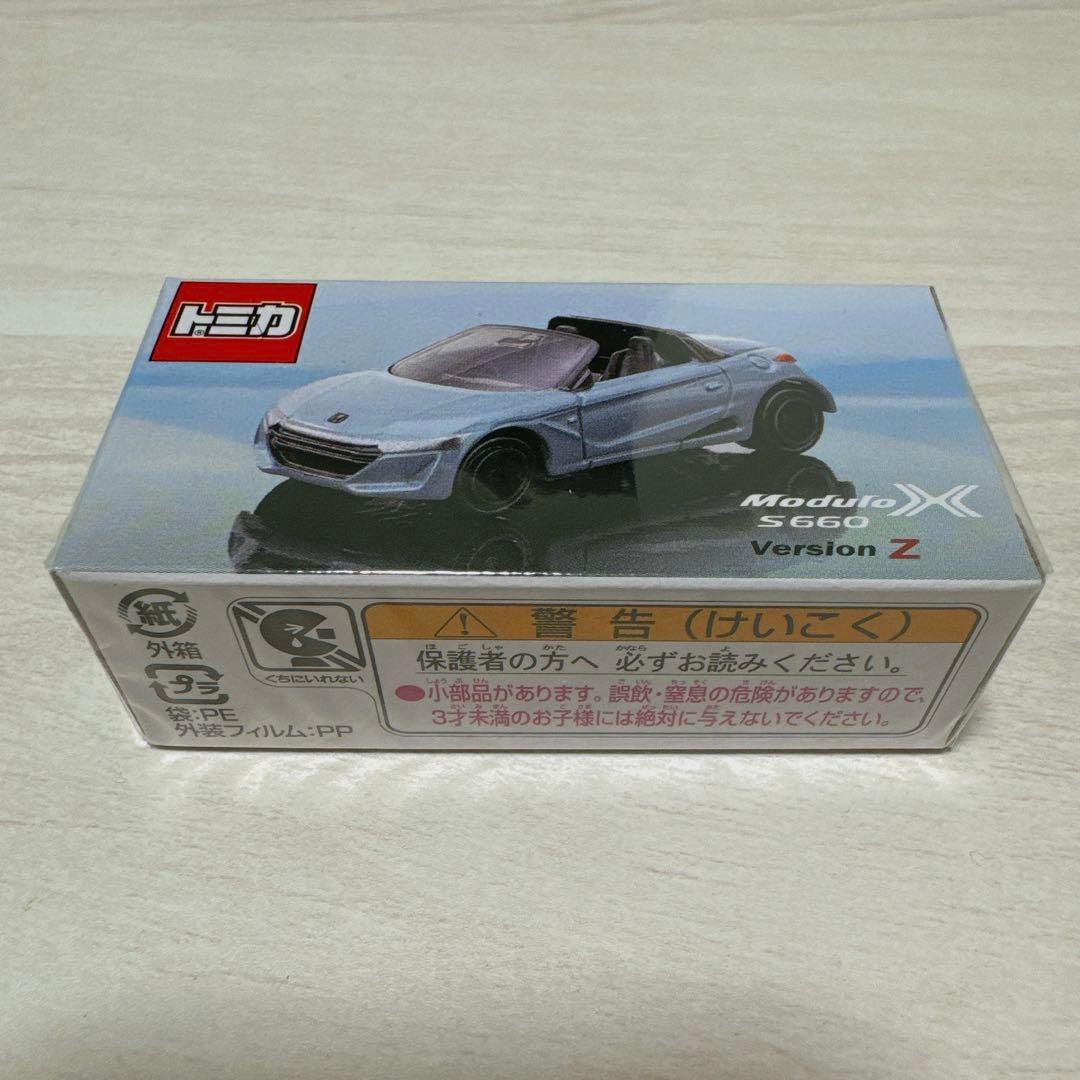 トミカ
®
Modulo X
S660
Version Z
紙
外箱
プラ
袋:PE
外装フィルム:PP
くちにいれない
警告(けいこく)
保護者の方へ 必ずお読みください。
●小部品があります。誤飲・窒息の危険がありますので、
3才未満のお子様には絶対に与えないでください。